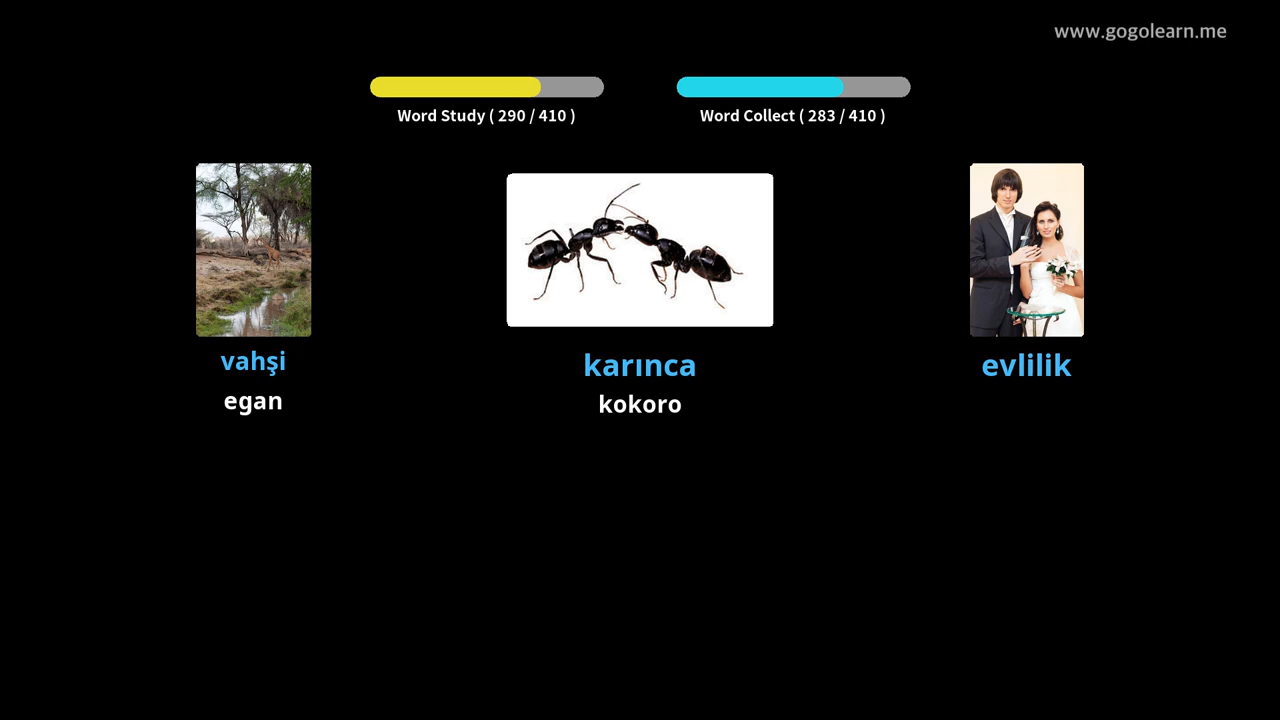 www.gogolearn.me
Word Study ( 290 / 410 )
Word Collect ( 283 / 410 )
vahşi
egan
karınca
kokoro
evlilik